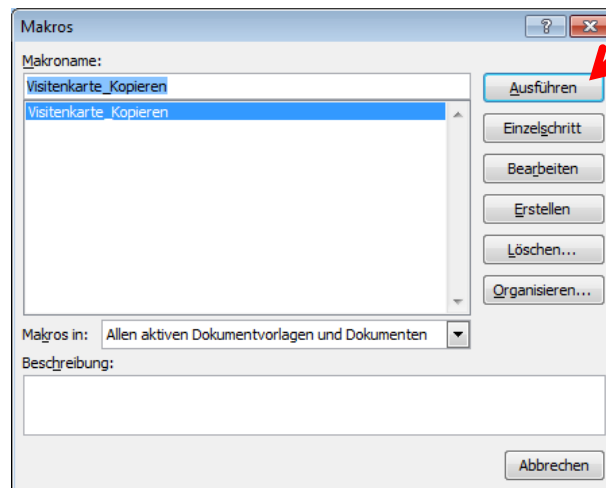 Makros
Makroname:
Visitenkarte_Kopieren
Visitenkarte_Kopieren
Ausführen
Einzelschritt
Bearbeiten
Erstellen
Löschen...
Organisieren...
Makros in: Allen aktiven Dokumentvorlagen und Dokumenten
Beschreibung:
Abbrechen